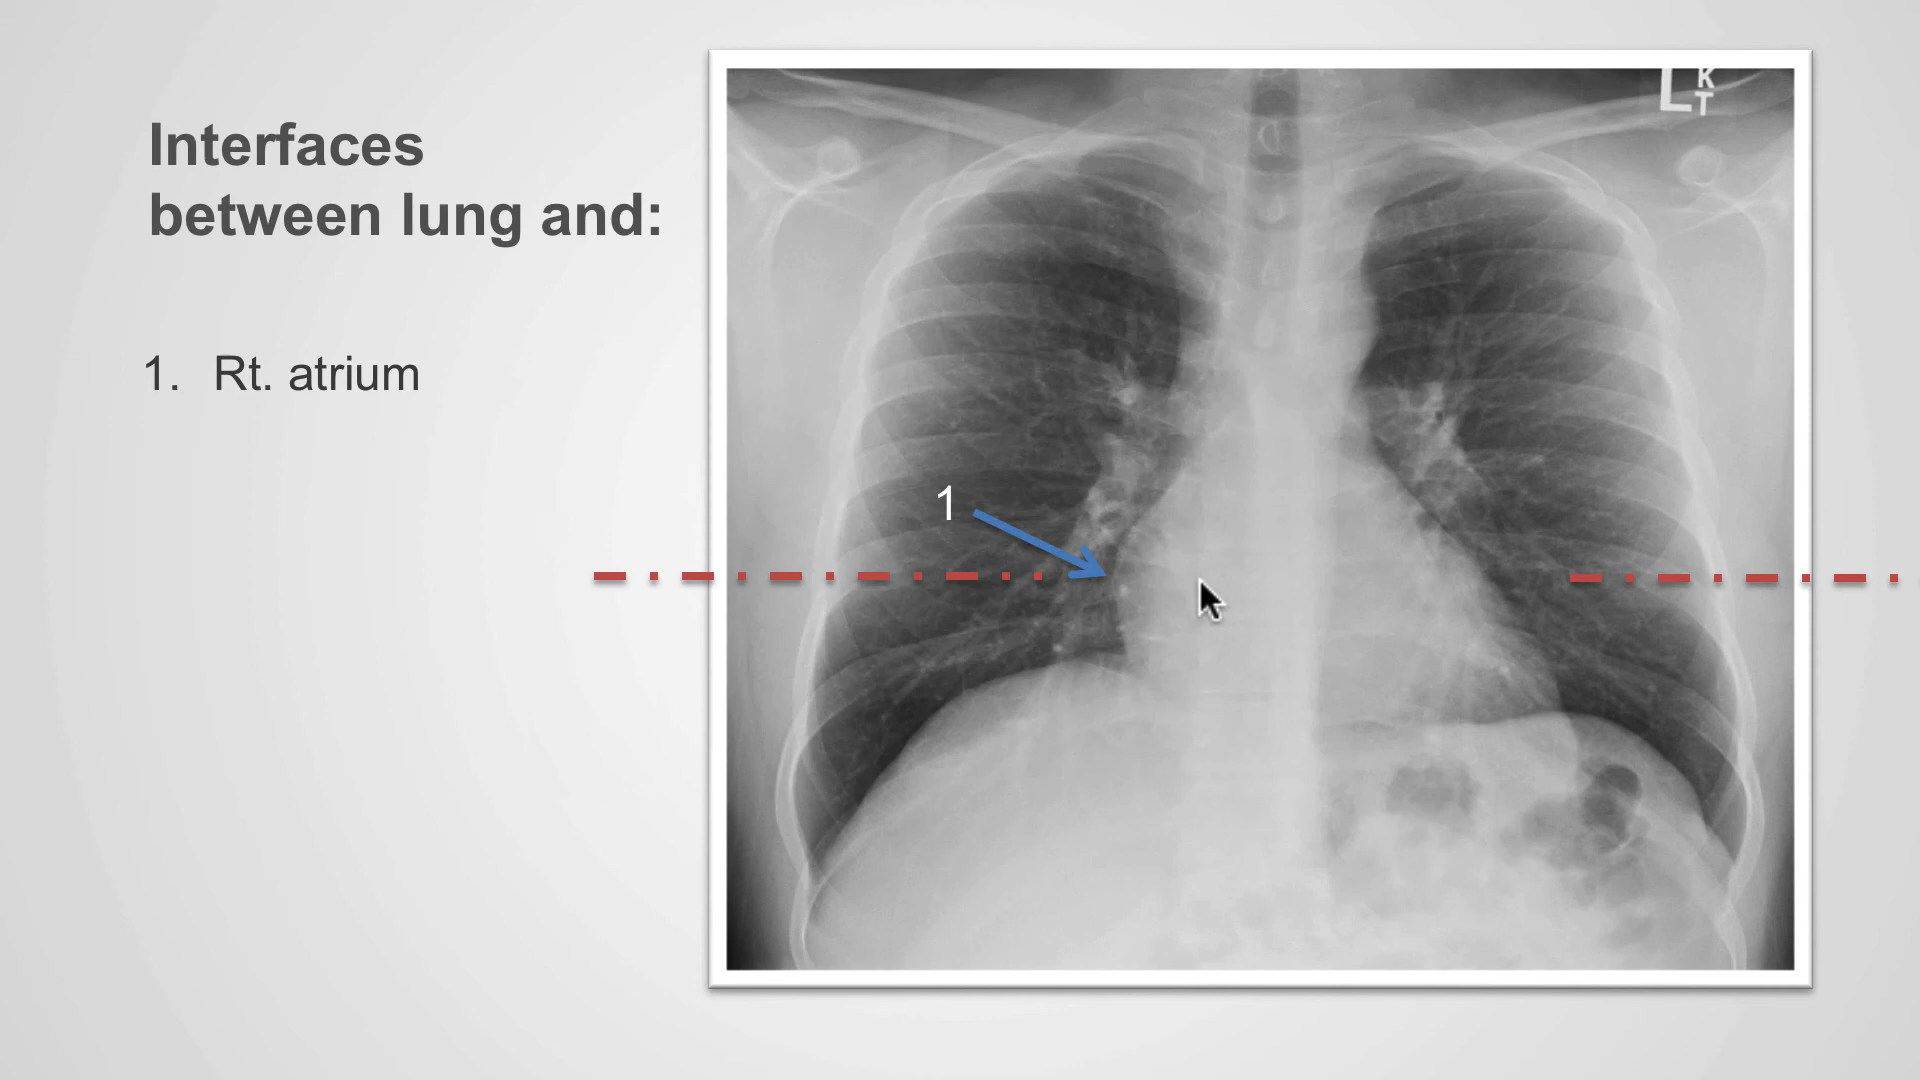 Interfaces
between lung and:
1. Rt. atrium
L K
T
1